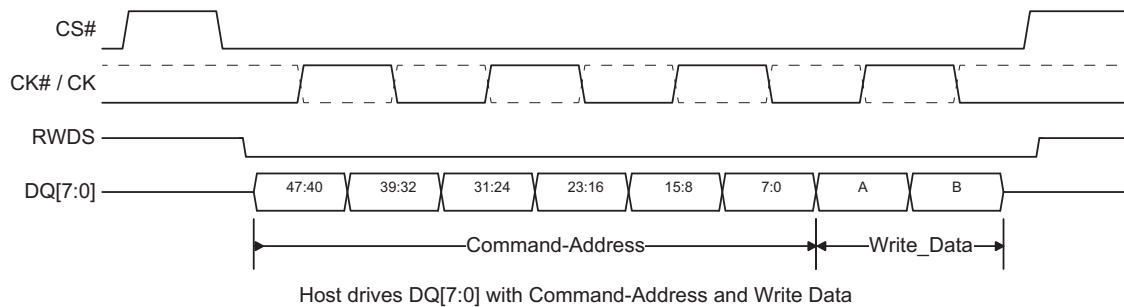 CS#
CK# / CK
RWDS
DQ[7:0] 47:40 39:32 31:24 23:16 15:8 7:0 A B
Command-Address Write_Data
Host drives DQ[7:0] with Command-Address and Write Data